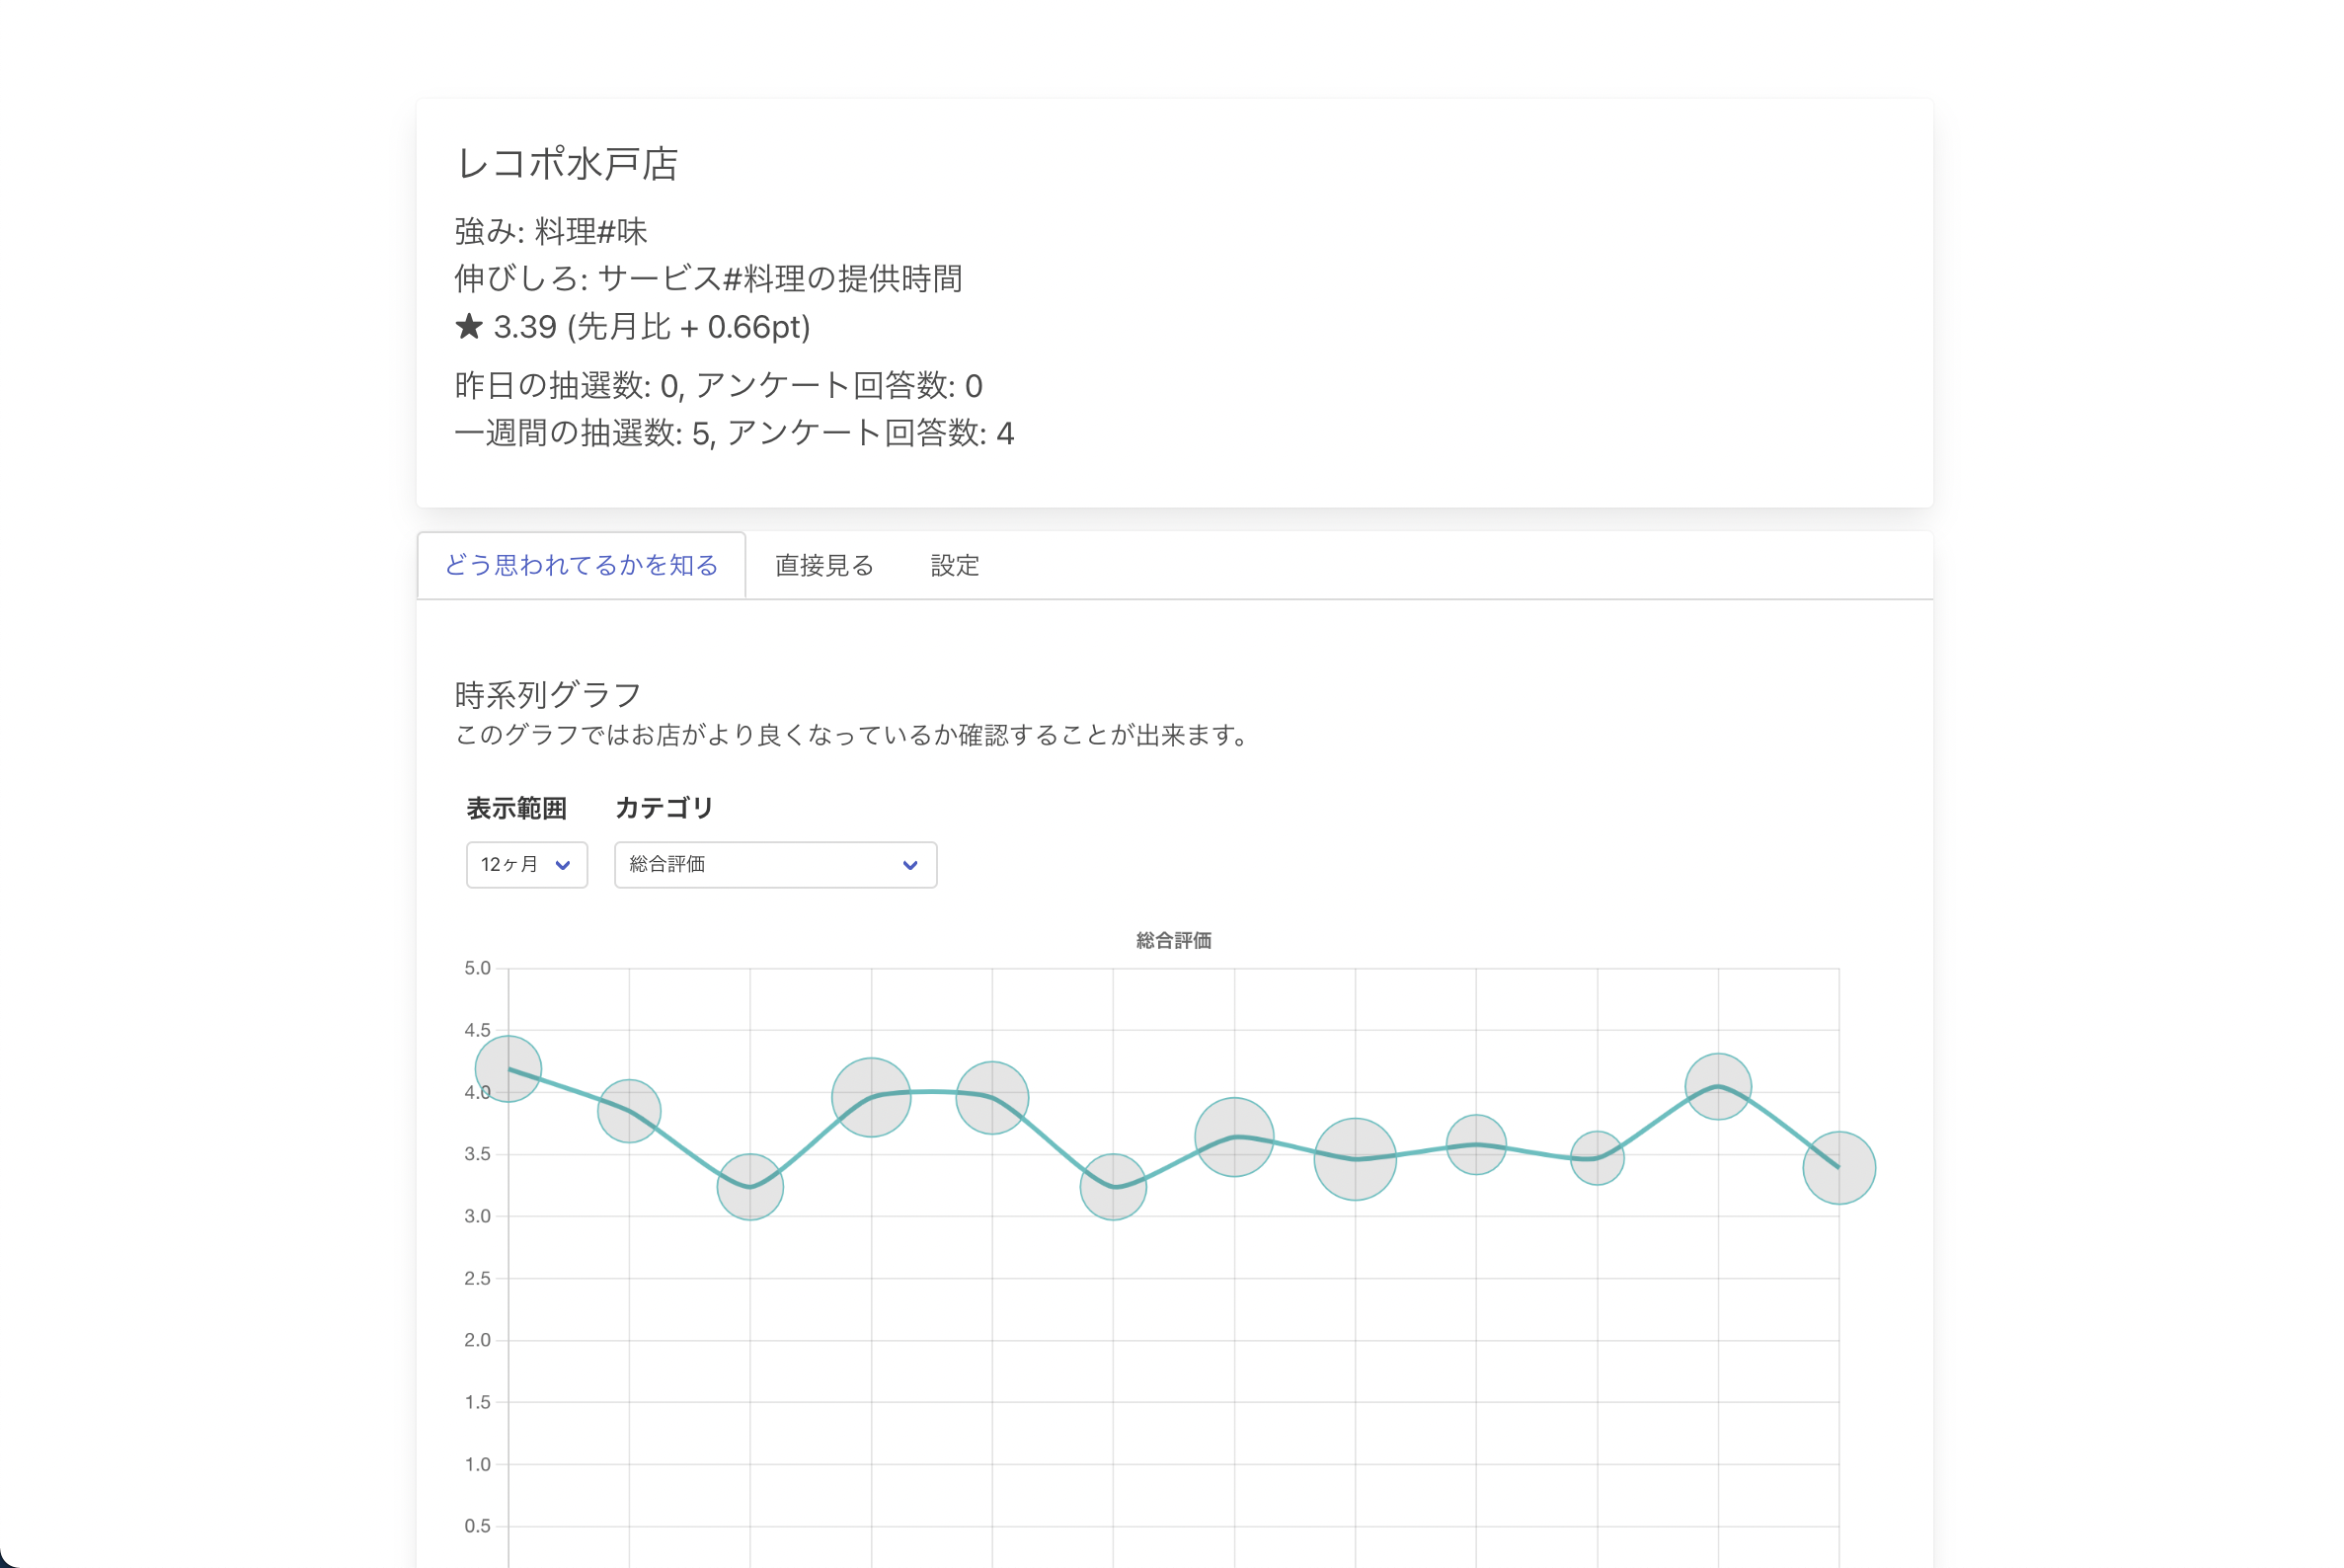 レコポ水戸店
強み: 料理#味
伸びしろ: サービス#料理の提供時間
★ 3.39 (先月比 + 0.66pt)
昨日の抽選数: 0, アンケート回答数: 0
一週間の抽選数: 5, アンケート回答数: 4
どう思われてるかを知る 直接見る 設定
時系列グラフ
このグラフではお店がより良くなっているか確認することが出来ます。
表示範囲 カテゴリ
12ヶ月 総合評価
総合評価
5.0
4.5
4.0
3.5
3.0
2.5
2.0
1.5
1.0
0.5